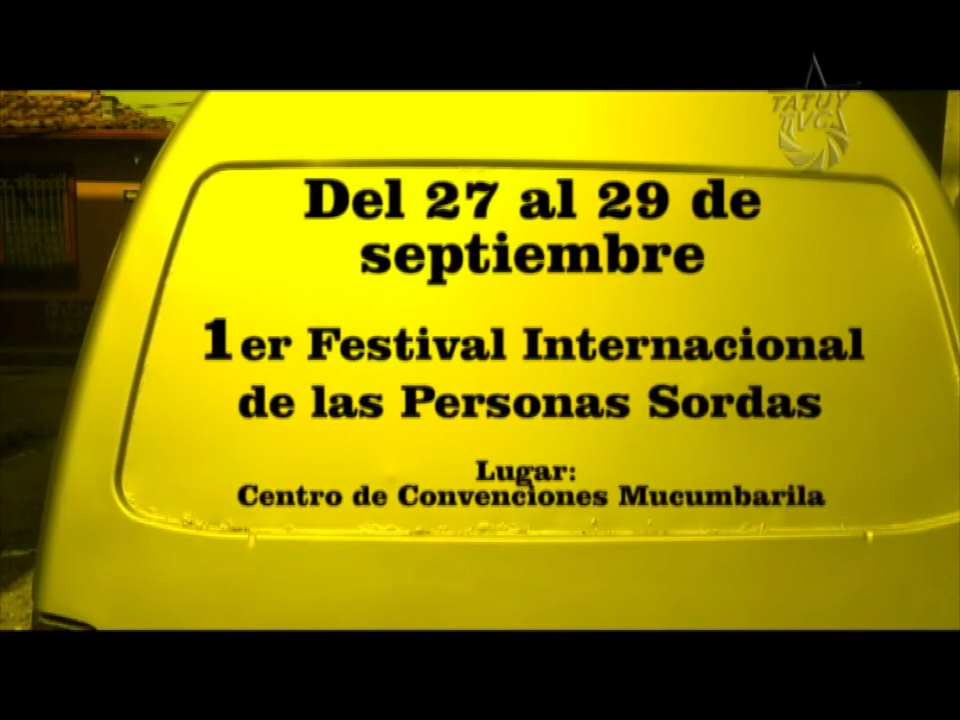 TATUY
TVC
Del 27 al 29 de
septiembre
1er Festival Internacional
de las Personas Sordas
Lugar:
Centro de Convenciones Mucumbarila